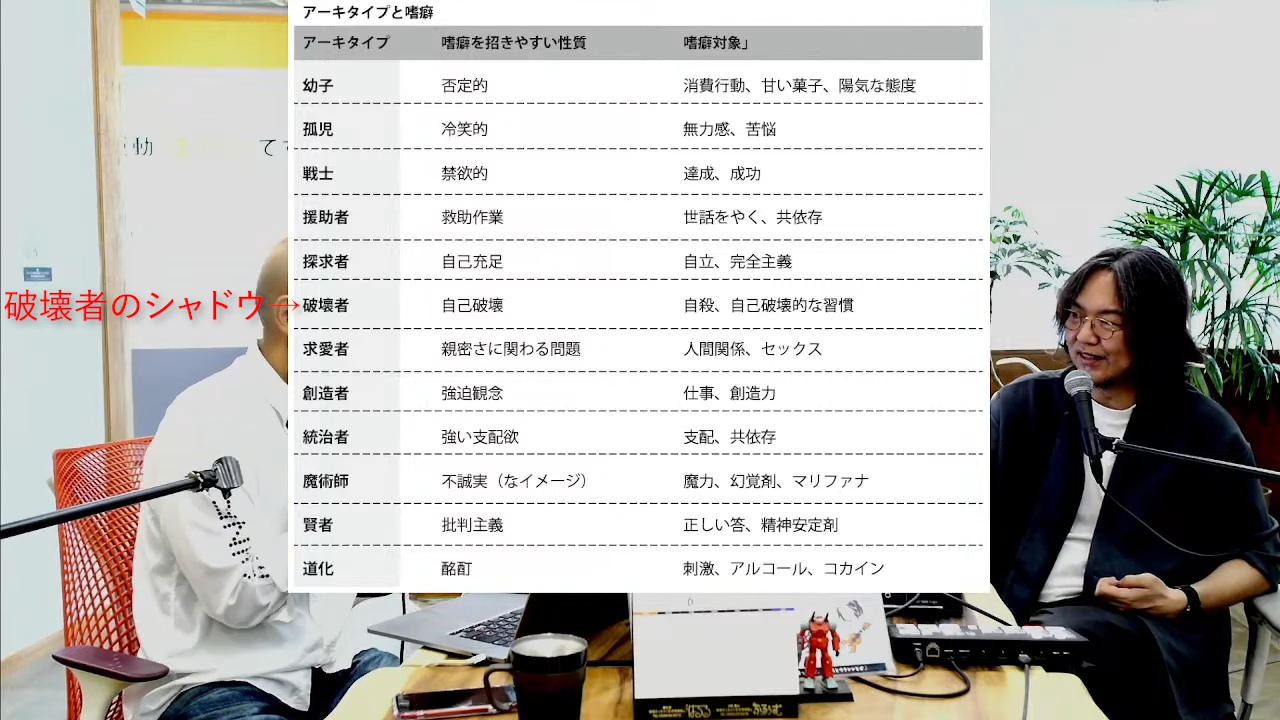 アーキタイプと嗜癖
アーキタイプ 嗜癖を招きやすい性質 嗜癖対象」
幼子 否定的 消費行動、甘い菓子、陽気な態度
孤児 冷笑的 無力感、苦悩
戦士 禁欲的 達成、成功
援助者 救助作業 世話をやく、共依存
探求者 自己充足 自立、完全主義
破壊者のシャドウ→
破壊者 自己破壊 自殺、自己破壊的な習慣
求愛者 親密さに関わる問題 人間関係、セックス
創造者 強迫観念 仕事、創造力
統治者 強い支配欲 支配、共依存
魔術師 不誠実（なイメージ） 魔力、幻覚剤、マリファナ
賢者 批判主義 正しい答、精神安定剤
道化 酩酊 刺激、アルコール、コカイン
動
てす